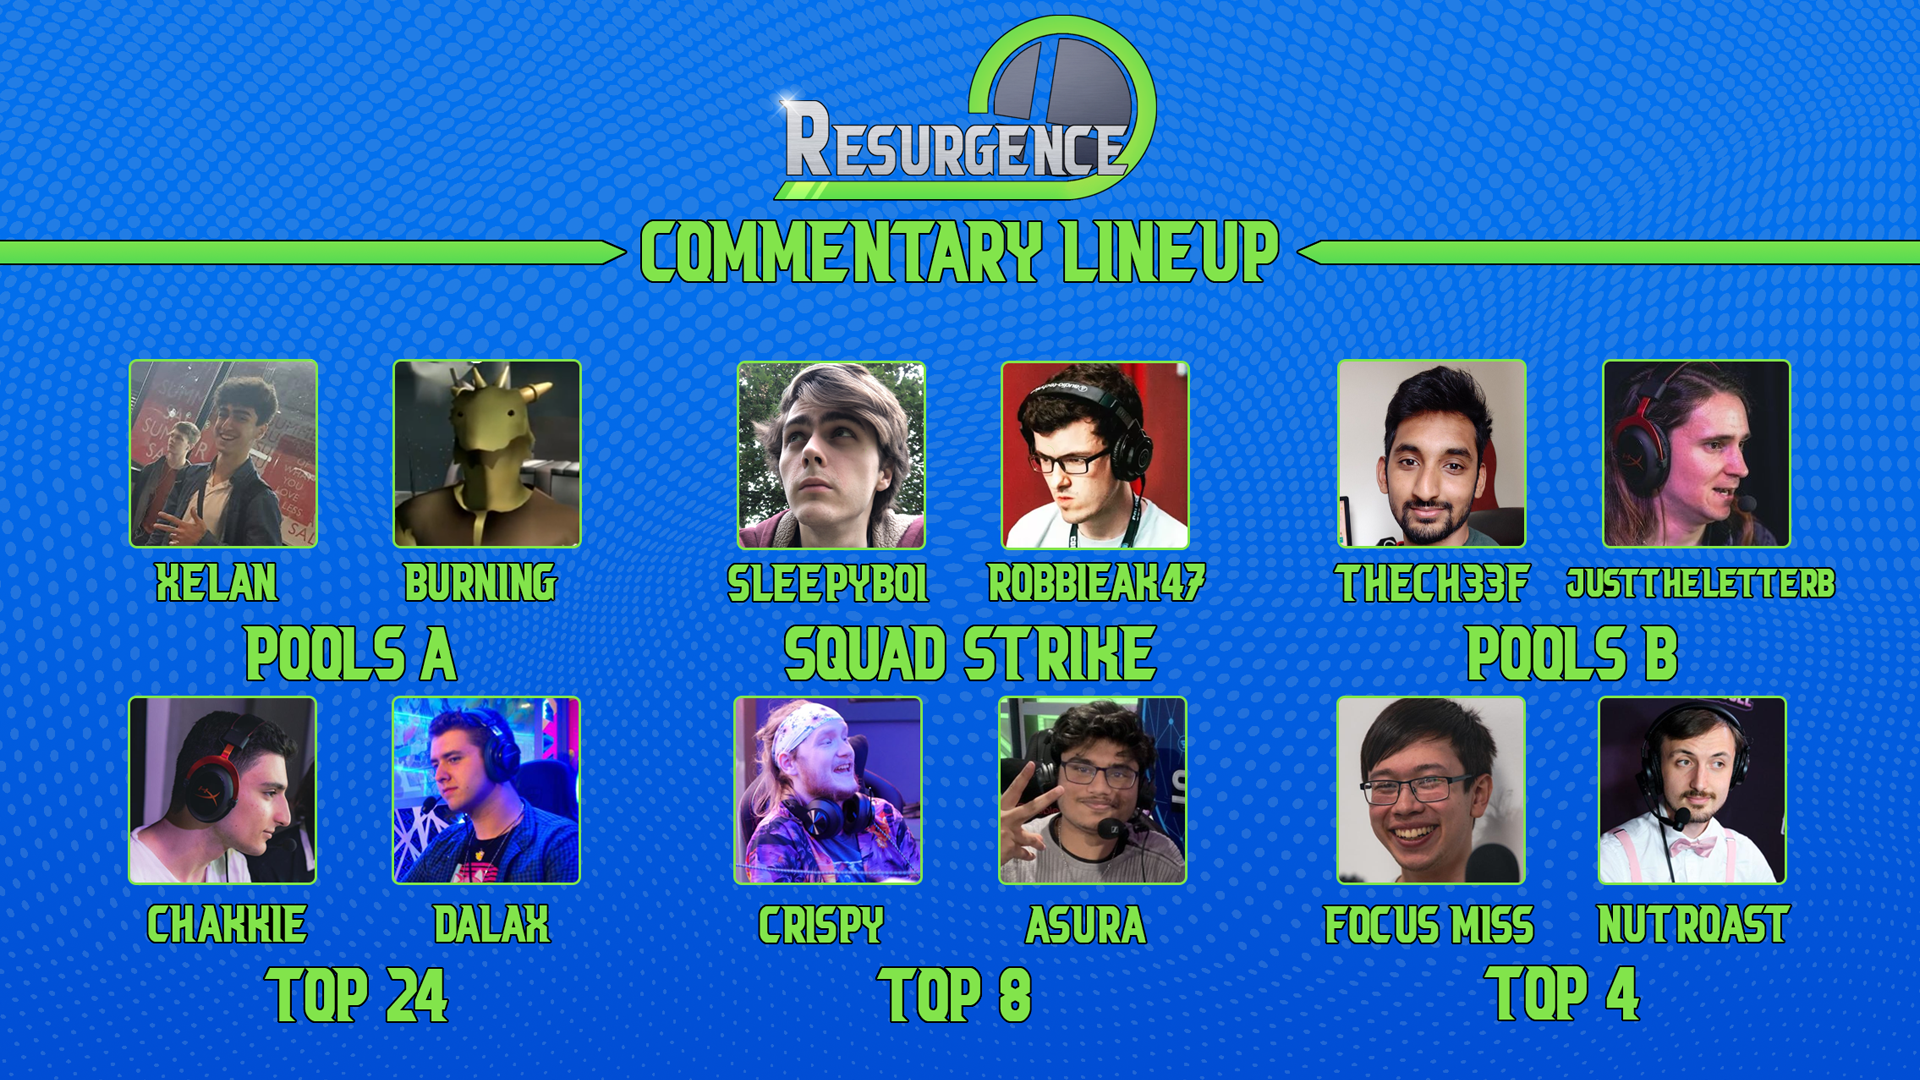 RESURGENCE
COMMENTARY LINEUP
XELAN
BURNING
SLEEPYBOI
ROBBIEAK47
THECH33F
JUSTTHELETTERB
POOLS A
SQUAD STRIKE
POOLS B
CHAKKIE
DALAX
CRISPY
ASURA
FOCUS MISS
NUTROAST
TOP 24
TOP 8
TOP 4